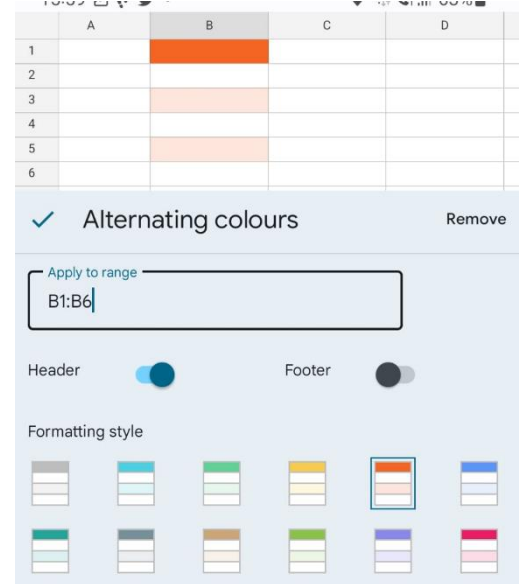 A B C D
1
2
3
4
5
6
Alternating colours Remove
Apply to range
B1:B6
Header Footer
Formatting style